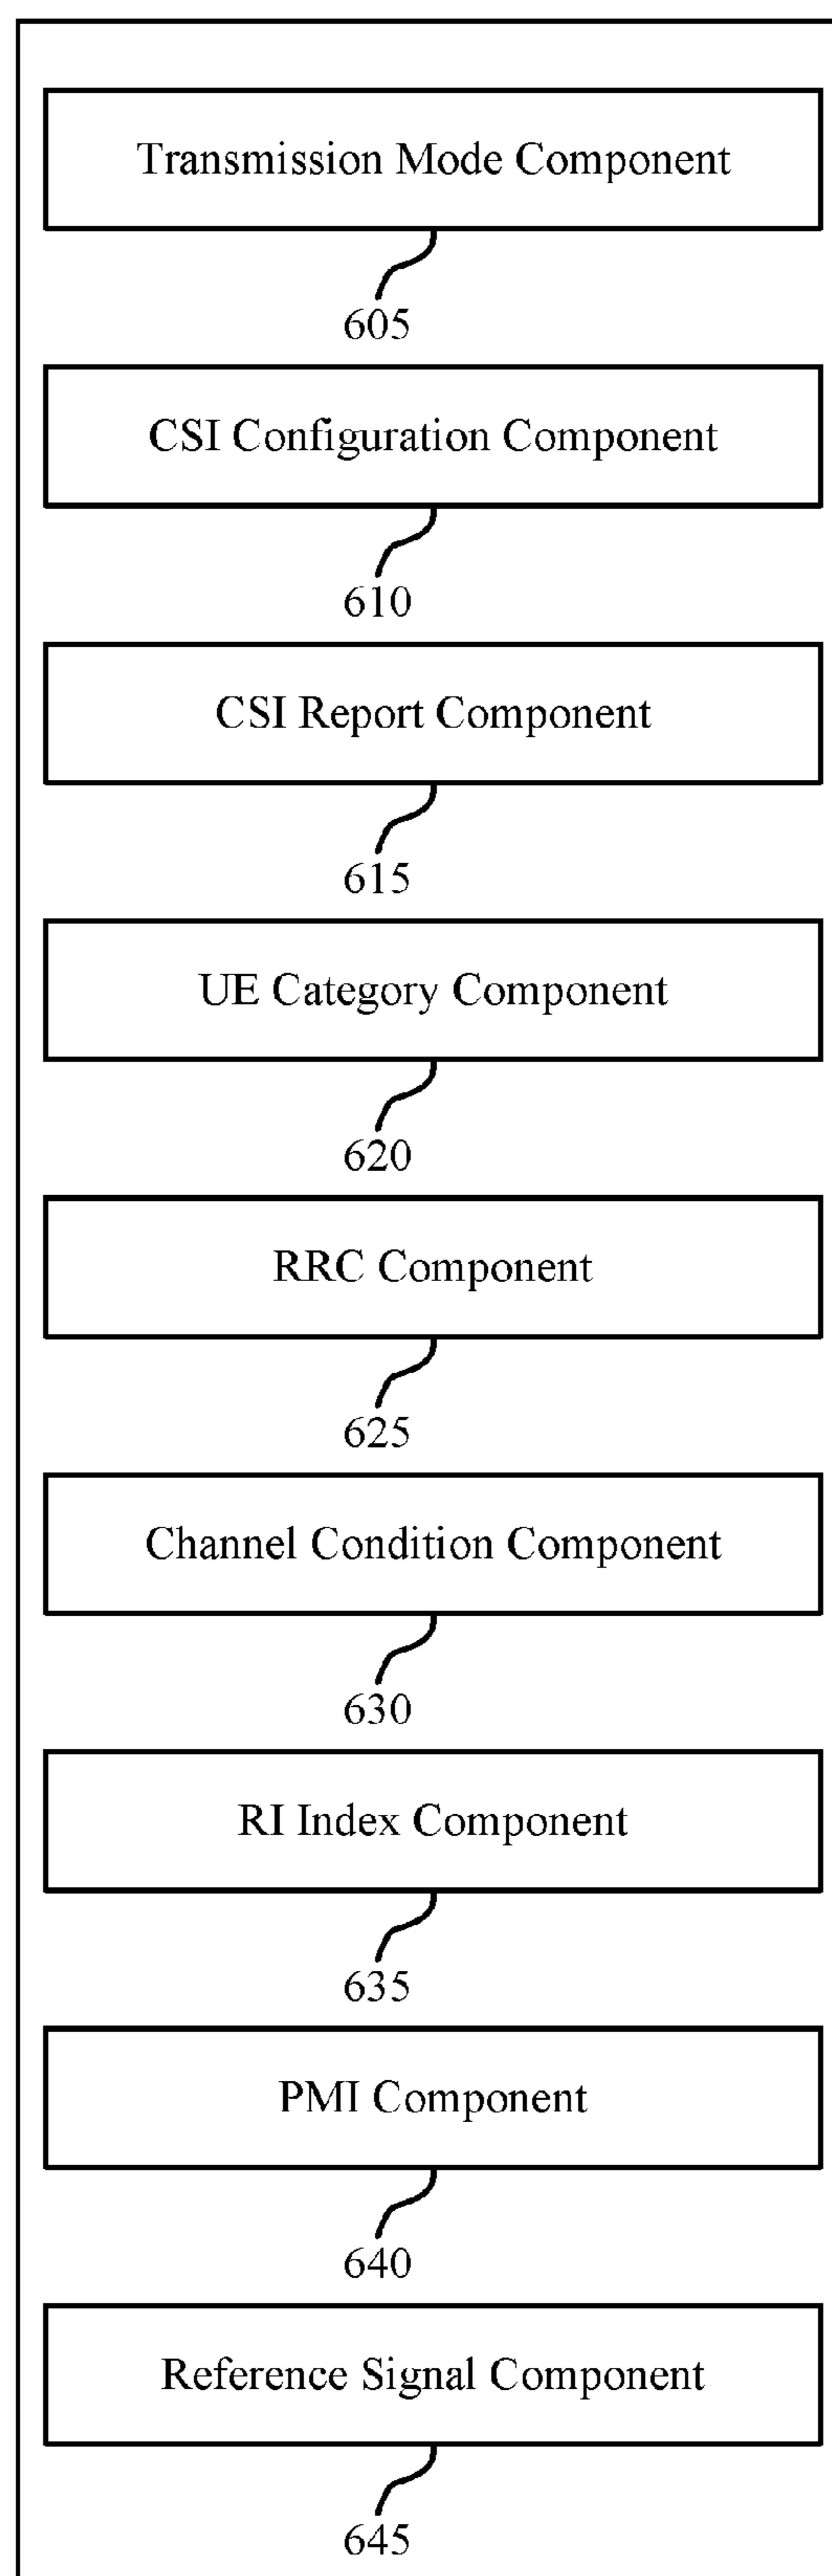 Transmission Mode Component
605
CSI Configuration Component
610
CSI Report Component
615
UE Category Component
620
RRC Component
625
Channel Condition Component
630
RI Index Component
635
PMI Component
640
Reference Signal Component
645